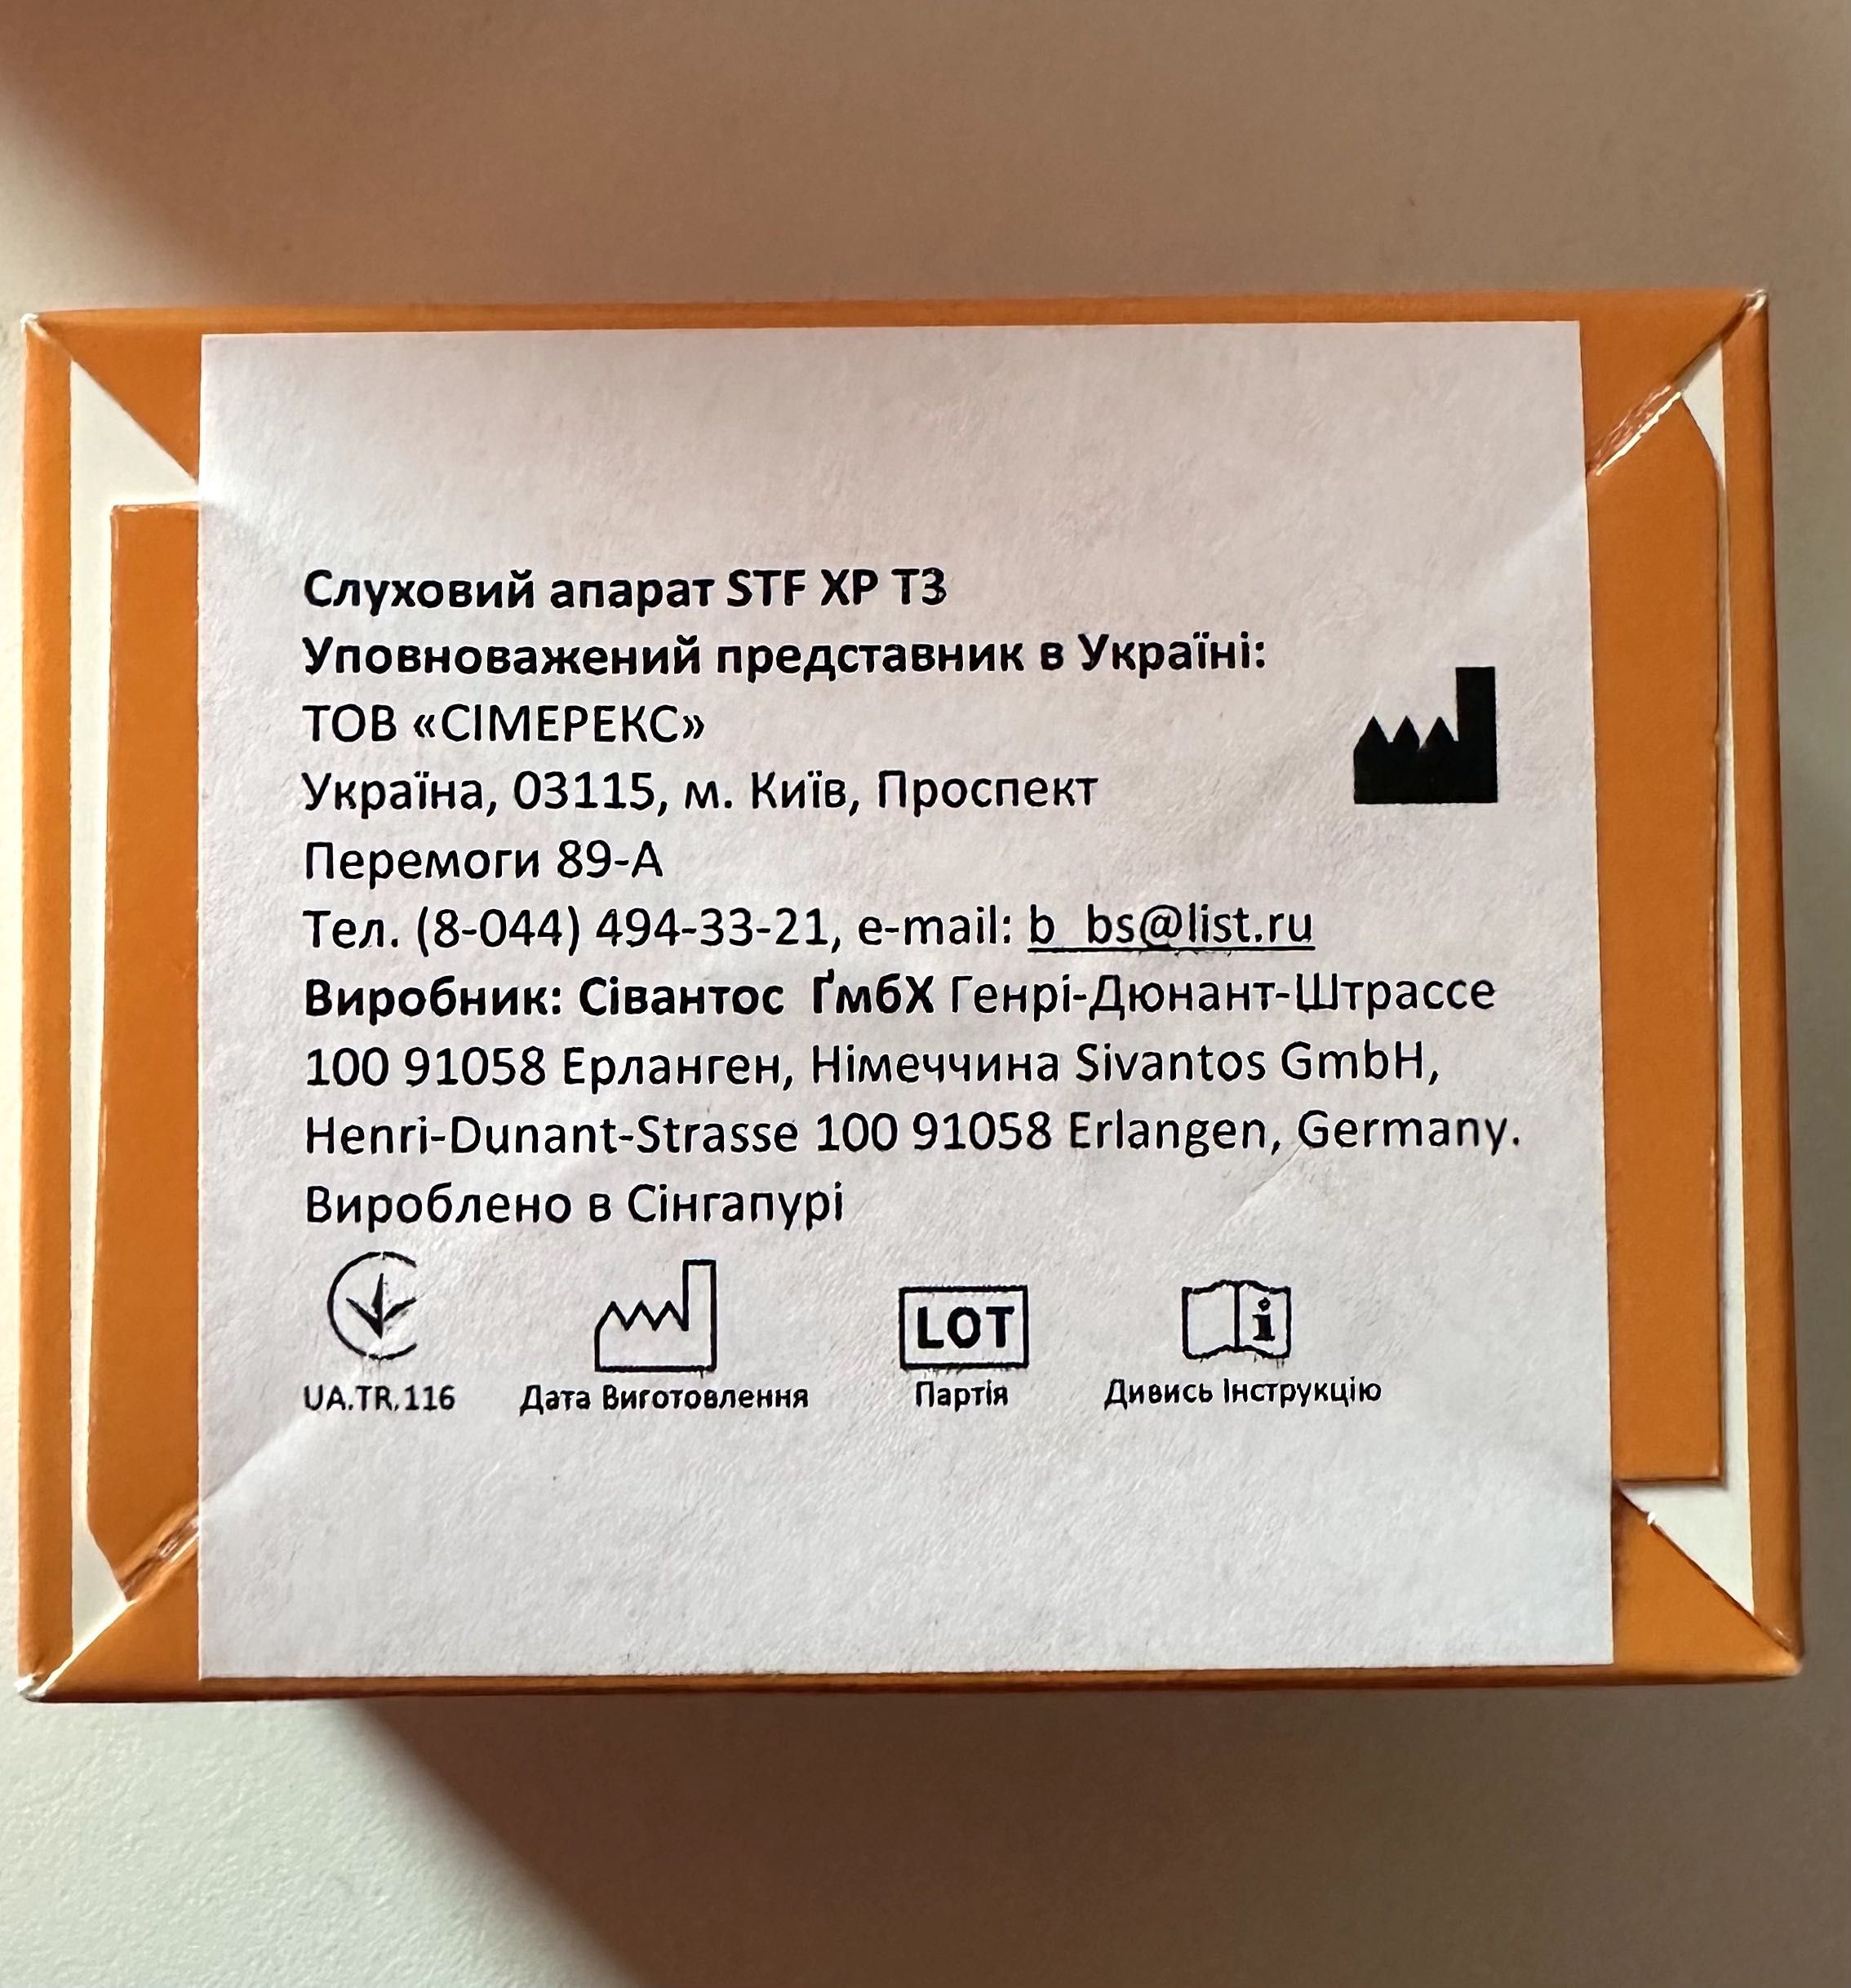 Слуховий апарат STF XP T3
Уповноважений представник в Україні:
ТОВ «СІМЕРЕКС»
Україна, 03115, м. Київ, Проспект
Перемоги 89-А
Тел. (8-044) 494-33-21, e-mail: b_bs@list.ru
Виробник: Сівантос ҐмбХ Генрі-Дюнант-Штрассе
100 91058 Ерланген, Німеччина Sivantos GmbH,
Henri-Dunant-Strasse 100 91058 Erlangen, Germany.
Вироблено в Сінгапурі
LOT
i
UA.TR.116 Дата Виготовлення Партія Дивись Інструкцію